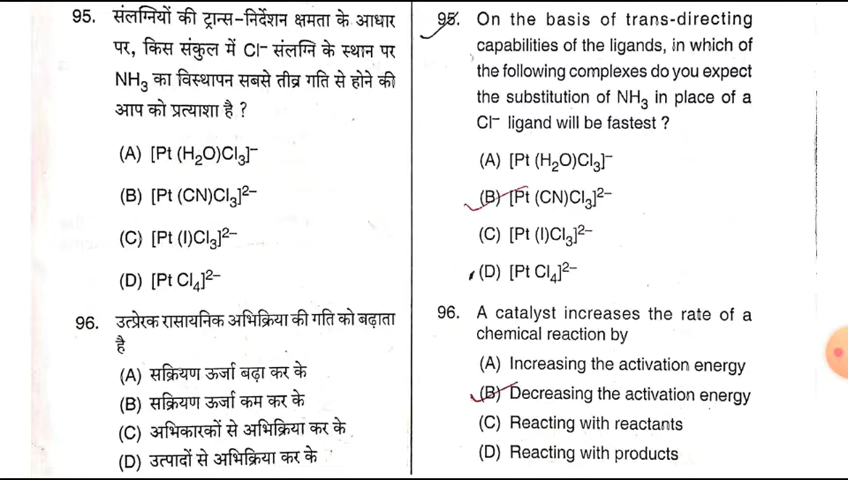 95. संलग्नियों की ट्रान्स-निर्देशन क्षमता के आधार
पर, किस संकुल में Cl⁻ संलग्नि के स्थान पर
NH₃ का विस्थापन सबसे तीव्र गति से होने की
आप को प्रत्याशा है ?
(A) [Pt (H₂O)Cl₃]⁻
(B) [Pt (CN)Cl₃]²⁻
(C) [Pt (I)Cl₃]²⁻
(D) [Pt Cl₄]²⁻
96. उत्प्रेरक रासायनिक अभिक्रिया की गति को बढ़ाता
है
(A) सक्रियण ऊर्जा बढ़ा कर के
(B) सक्रियण ऊर्जा कम कर के
(C) अभिकारकों से अभिक्रिया कर के
(D) उत्पादों से अभिक्रिया कर के
95. On the basis of trans-directing
capabilities of the ligands, in which of
the following complexes do you expect
the substitution of NH₃ in place of a
Cl⁻ ligand will be fastest ?
(A) [Pt (H₂O)Cl₃]⁻
(B) [Pt (CN)Cl₃]²⁻
(C) [Pt (I)Cl₃]²⁻
(D) [Pt Cl₄]²⁻
96. A catalyst increases the rate of a
chemical reaction by
(A) Increasing the activation energy
(B) Decreasing the activation energy
(C) Reacting with reactants
(D) Reacting with products